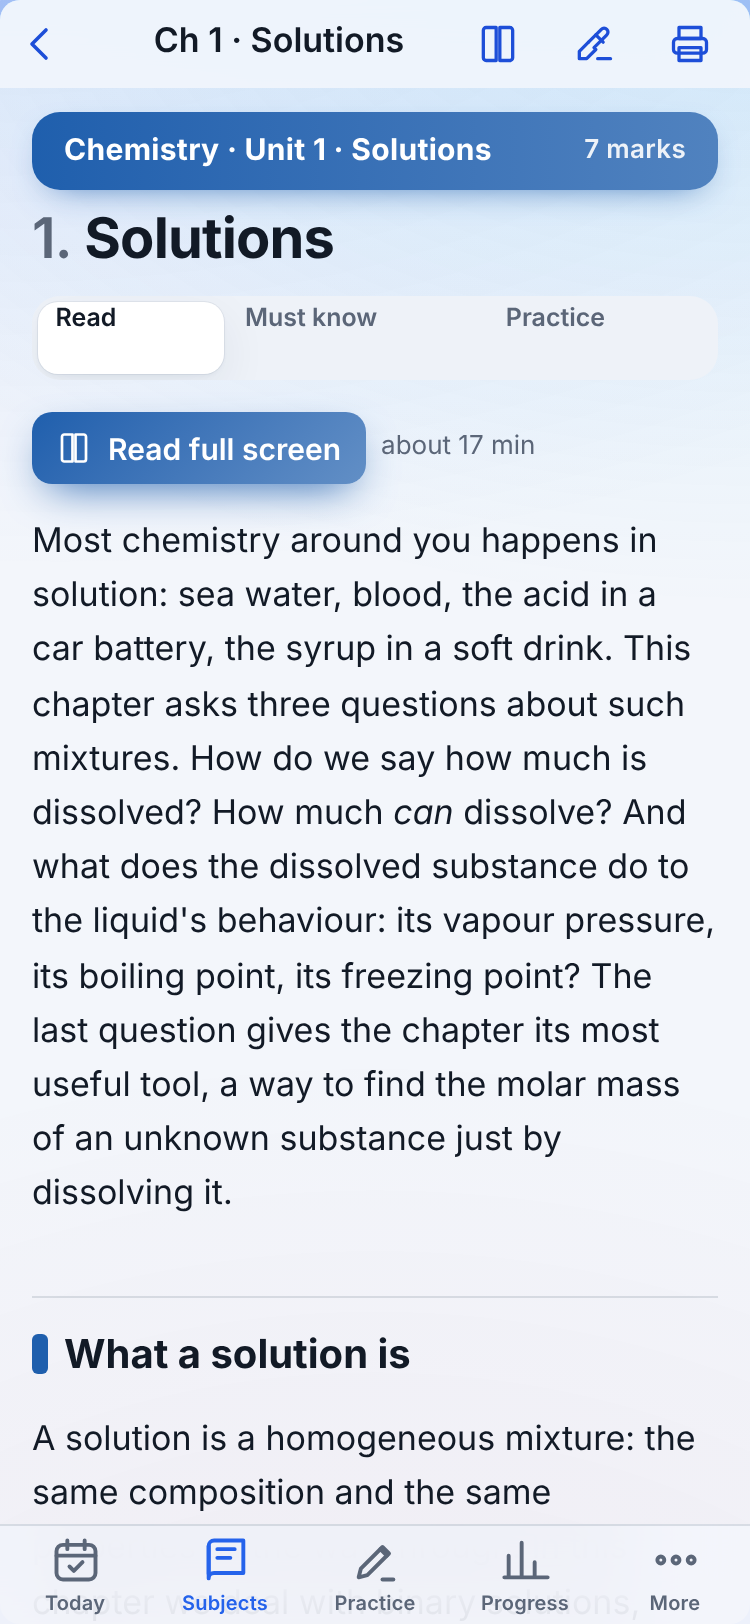 Ch 1 · Solutions
Chemistry · Unit 1 · Solutions 7 marks
1. Solutions
Read Must know Practice
Read full screen about 17 min
Most chemistry around you happens in
solution: sea water, blood, the acid in a
car battery, the syrup in a soft drink. This
chapter asks three questions about such
mixtures. How do we say how much is
dissolved? How much can dissolve? And
what does the dissolved substance do to
the liquid's behaviour: its vapour pressure,
its boiling point, its freezing point? The
last question gives the chapter its most
useful tool, a way to find the molar mass
of an unknown substance just by
dissolving it.
What a solution is
A solution is a homogeneous mixture: the
same composition and the same
chapter we deal with binary solutions,
Today Subjects Practice Progress More